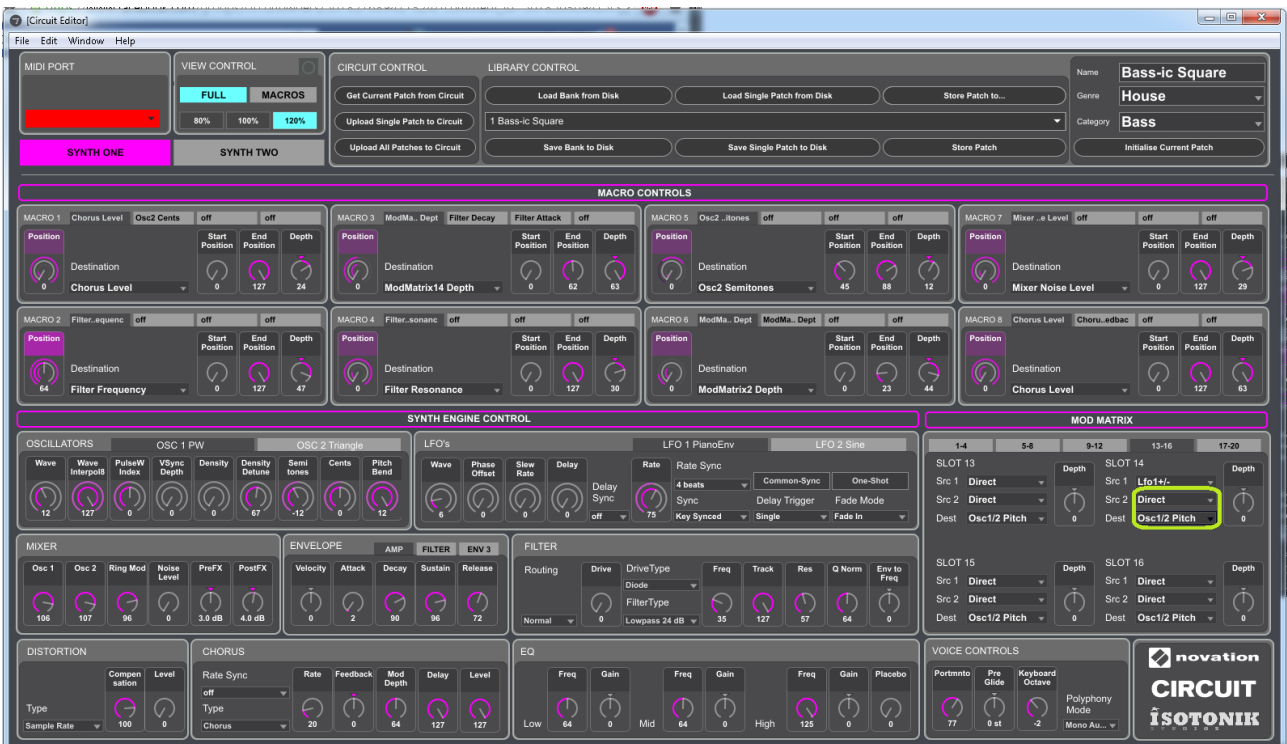 [Circuit Editor]
File Edit Window Help
MIDI PORT
VIEW CONTROL
FULL MACROS
80% 100% 120%
SYNTH ONE SYNTH TWO
CIRCUIT CONTROL LIBRARY CONTROL
Get Current Patch from Circuit Load Bank from Disk Load Single Patch from Disk Store Patch to...
Upload Single Patch to Circuit 1 Bass-ic Square
Upload All Patches to Circuit Save Bank to Disk Save Single Patch to Disk Store Patch Initialise Current Patch
Name Bass-ic Square
Genre House
Category Bass
MACRO CONTROLS
MACRO 1 Chorus Level Osc2 Cents off off
Position Start Position End Position Depth
Destination
0 Chorus Level 0 127 24
MACRO 3 ModMa.. Dept Filter Decay Filter Attack off
Position Start Position End Position Depth
Destination
0 ModMatrix14 Depth 0 62 63
MACRO 5 Osc2 ..itones off off off
Position Start Position End Position Depth
Destination
0 Osc2 Semitones 45 88 12
MACRO 7 Mixer ..e Level off off off
Position Start Position End Position Depth
Destination
0 Mixer Noise Level 0 127 29
MACRO 2 Filter..equenc off off off
Position Start Position End Position Depth
Destination
64 Filter Frequency 0 127 47
MACRO 4 Filter..sonanc off off off
Position Start Position End Position Depth
Destination
0 Filter Resonance 0 127 30
MACRO 6 ModMa.. Dept ModMa.. Dept off off
Position Start Position End Position Depth
Destination
0 ModMatrix2 Depth 0 23 44
MACRO 8 Chorus Level Choru..edbac off off
Position Start Position End Position Depth
Destination
0 Chorus Level 0 127 63
SYNTH ENGINE CONTROL
OSCILLATORS OSC 1 PW OSC 2 Triangle
Wave Wave Interpol8 PulseW Index VSync Depth Density Density Detune Semi tones Cents Pitch Bend
12 127 0 0 0 67 -12 0 12
LFO's LFO 1 PianoEnv LFO 2 Sine
Wave Phase Offset Slew Rate Delay Delay Sync Rate Rate Sync
4 beats Common-Sync One-Shot
Sync Delay Trigger Fade Mode
6 0 0 0 off 75 Key Synced Single Fade In
MOD MATRIX
1-4 5-8 9-12 13-16 17-20
SLOT 13 Depth
Src 1 Direct
Src 2 Direct
Dest Osc1/2 Pitch 0
SLOT 14 Depth
Src 1 Lfo1+/-
Src 2 Direct
Dest Osc1/2 Pitch 0
SLOT 15 Depth
Src 1 Direct
Src 2 Direct
Dest Osc1/2 Pitch 0
SLOT 16 Depth
Src 1 Direct
Src 2 Direct
Dest Osc1/2 Pitch 0
MIXER
Osc 1 Osc 2 Ring Mod Noise Level PreFX PostFX
106 107 96 0 3.0 dB 4.0 dB
ENVELOPE AMP FILTER ENV 3
Velocity Attack Decay Sustain Release
0 2 90 96 72
FILTER
Routing Drive DriveType Freq Track Res Q Norm Env to Freq
Diode
FilterType
Normal 0 Lowpass 24 dB 35 127 57 64 0
DISTORTION
Compen sation Level
Type
Sample Rate 100 0
CHORUS
Rate Sync Rate Feedback Mod Depth Delay Level
off
Type
Chorus 20 0 64 127 127
EQ
Freq Gain Freq Gain Freq Gain Placebo
Low 64 0 Mid 64 0 High 125 0 0
VOICE CONTROLS
Portmnto Pre Glide Keyboard Octave
Polyphony Mode
77 0 st -2 Mono Au...
novation
CIRCUIT
ISOTONIK
STUDIOS